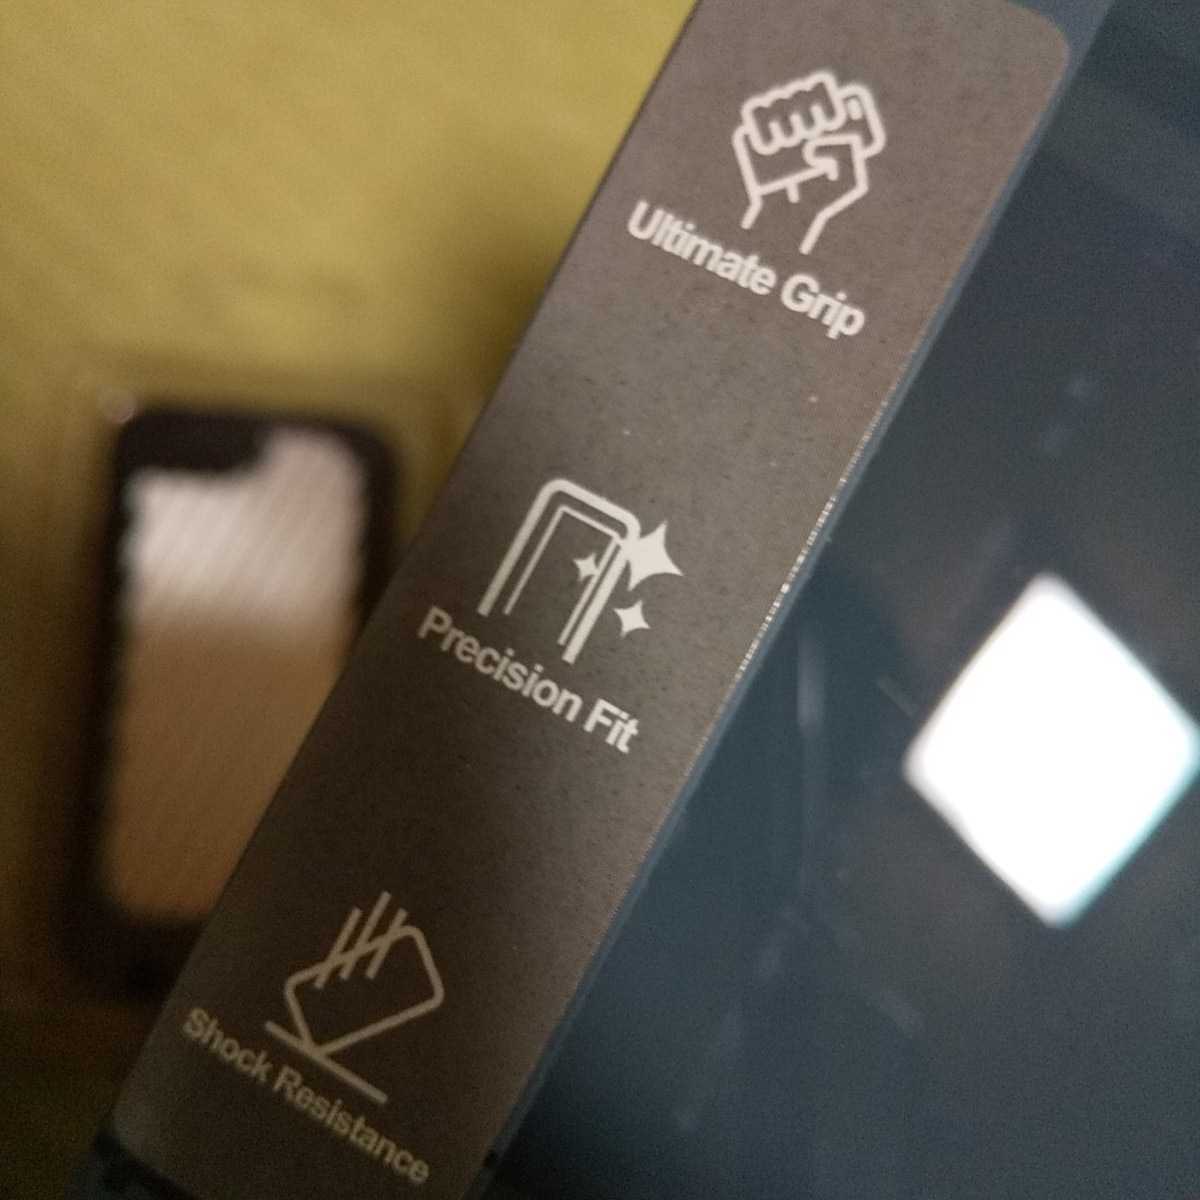 Ultimate Grip
Precision Fit
Shock Resistance